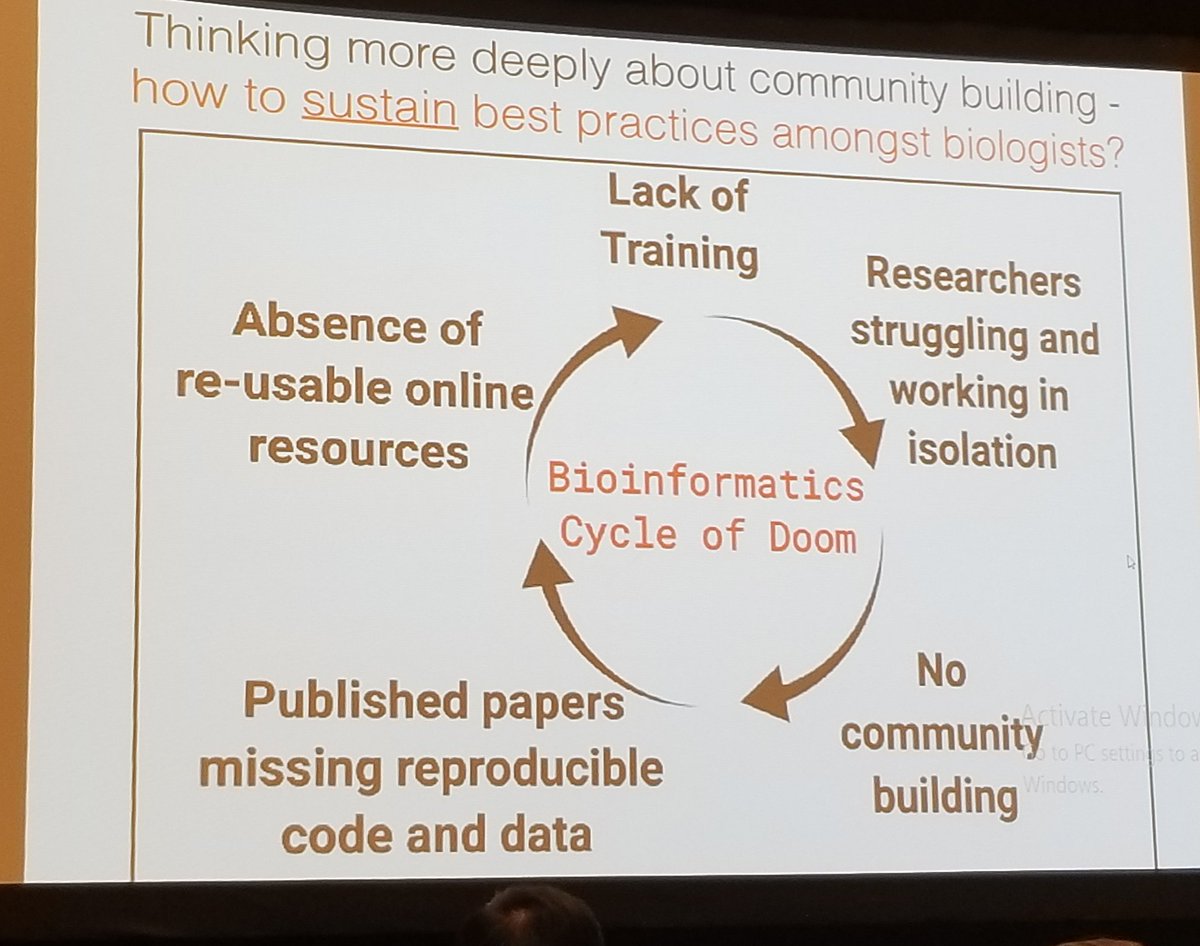 Thinking more deeply about community building -
how to sustain best practices amongst biologists?
Lack of
Training
Researchers
struggling and
working in
isolation
Absence of
re-usable online
resources
Bioinformatics
Cycle of Doom
No
community
building
Published papers
missing reproducible
code and data
Activate Window
Go to PC settings to a
Windows.